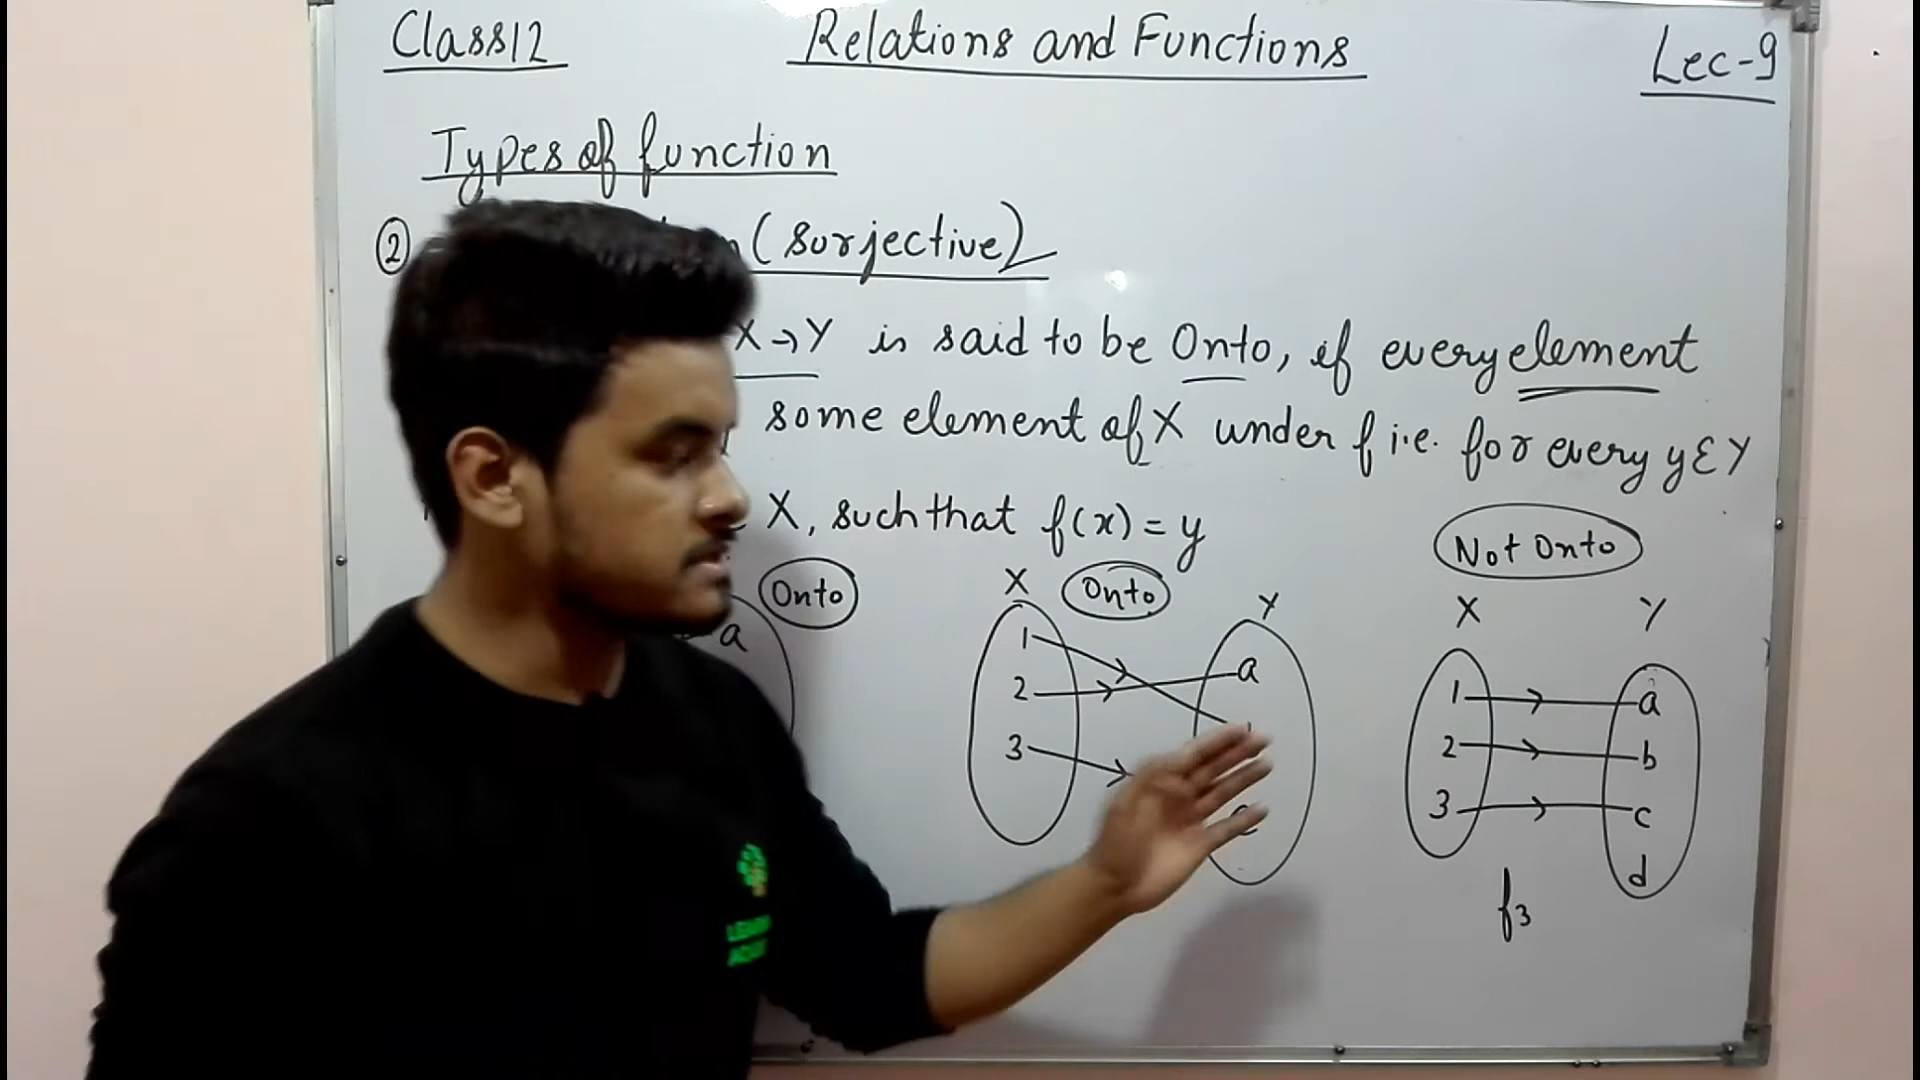 Class 12
Relations and Functions
Lec-9
Types of function
② (Surjective)
X→Y is said to be Onto, if every element
some element of X under f i.e. for every y ε Y
X, such that f(x) = y
Onto
a
X Onto Y
1 a
2
3
Not Onto
X Y
1 a
2 b
3 c
d
f3